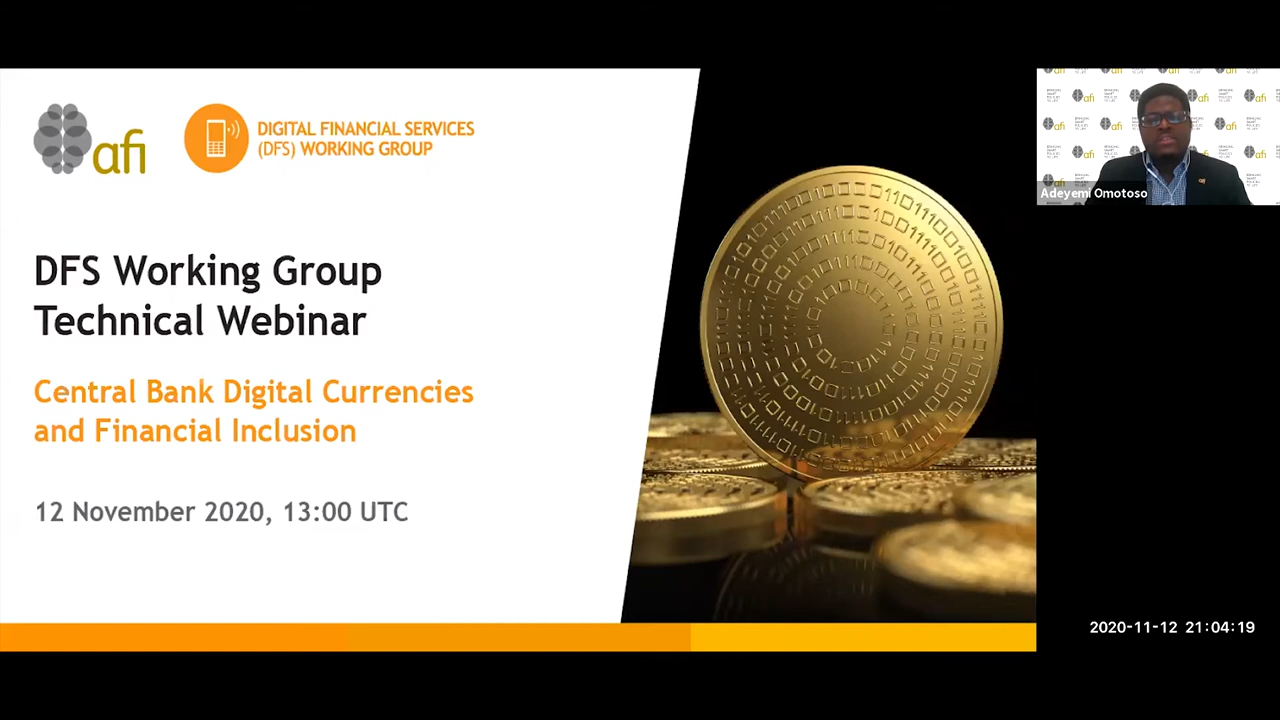 afi
DIGITAL FINANCIAL SERVICES
(DFS) WORKING GROUP
DFS Working Group
Technical Webinar
Central Bank Digital Currencies
and Financial Inclusion
12 November 2020, 13:00 UTC
Adeyemi Omotoso
2020-11-12 21:04:19